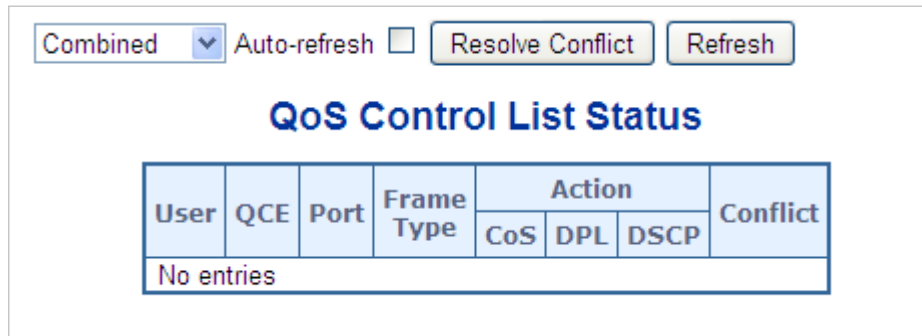 Combined Auto-refresh Resolve Conflict Refresh
QoS Control List Status
User QCE Port Frame Type Action Conflict
CoS DPL DSCP
No entries